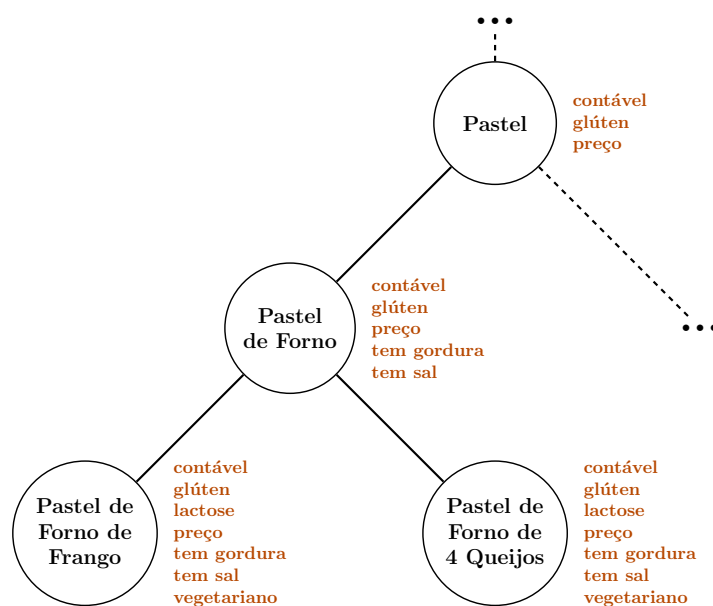 ...
Pastel
contável
glúten
preço
...
Pastel
de Forno
contável
glúten
preço
tem gordura
tem sal
Pastel de
Forno de
Frango
contável
glúten
lactose
preço
tem gordura
tem sal
vegetariano
Pastel de
Forno de
4 Queijos
contável
glúten
lactose
preço
tem gordura
tem sal
vegetariano